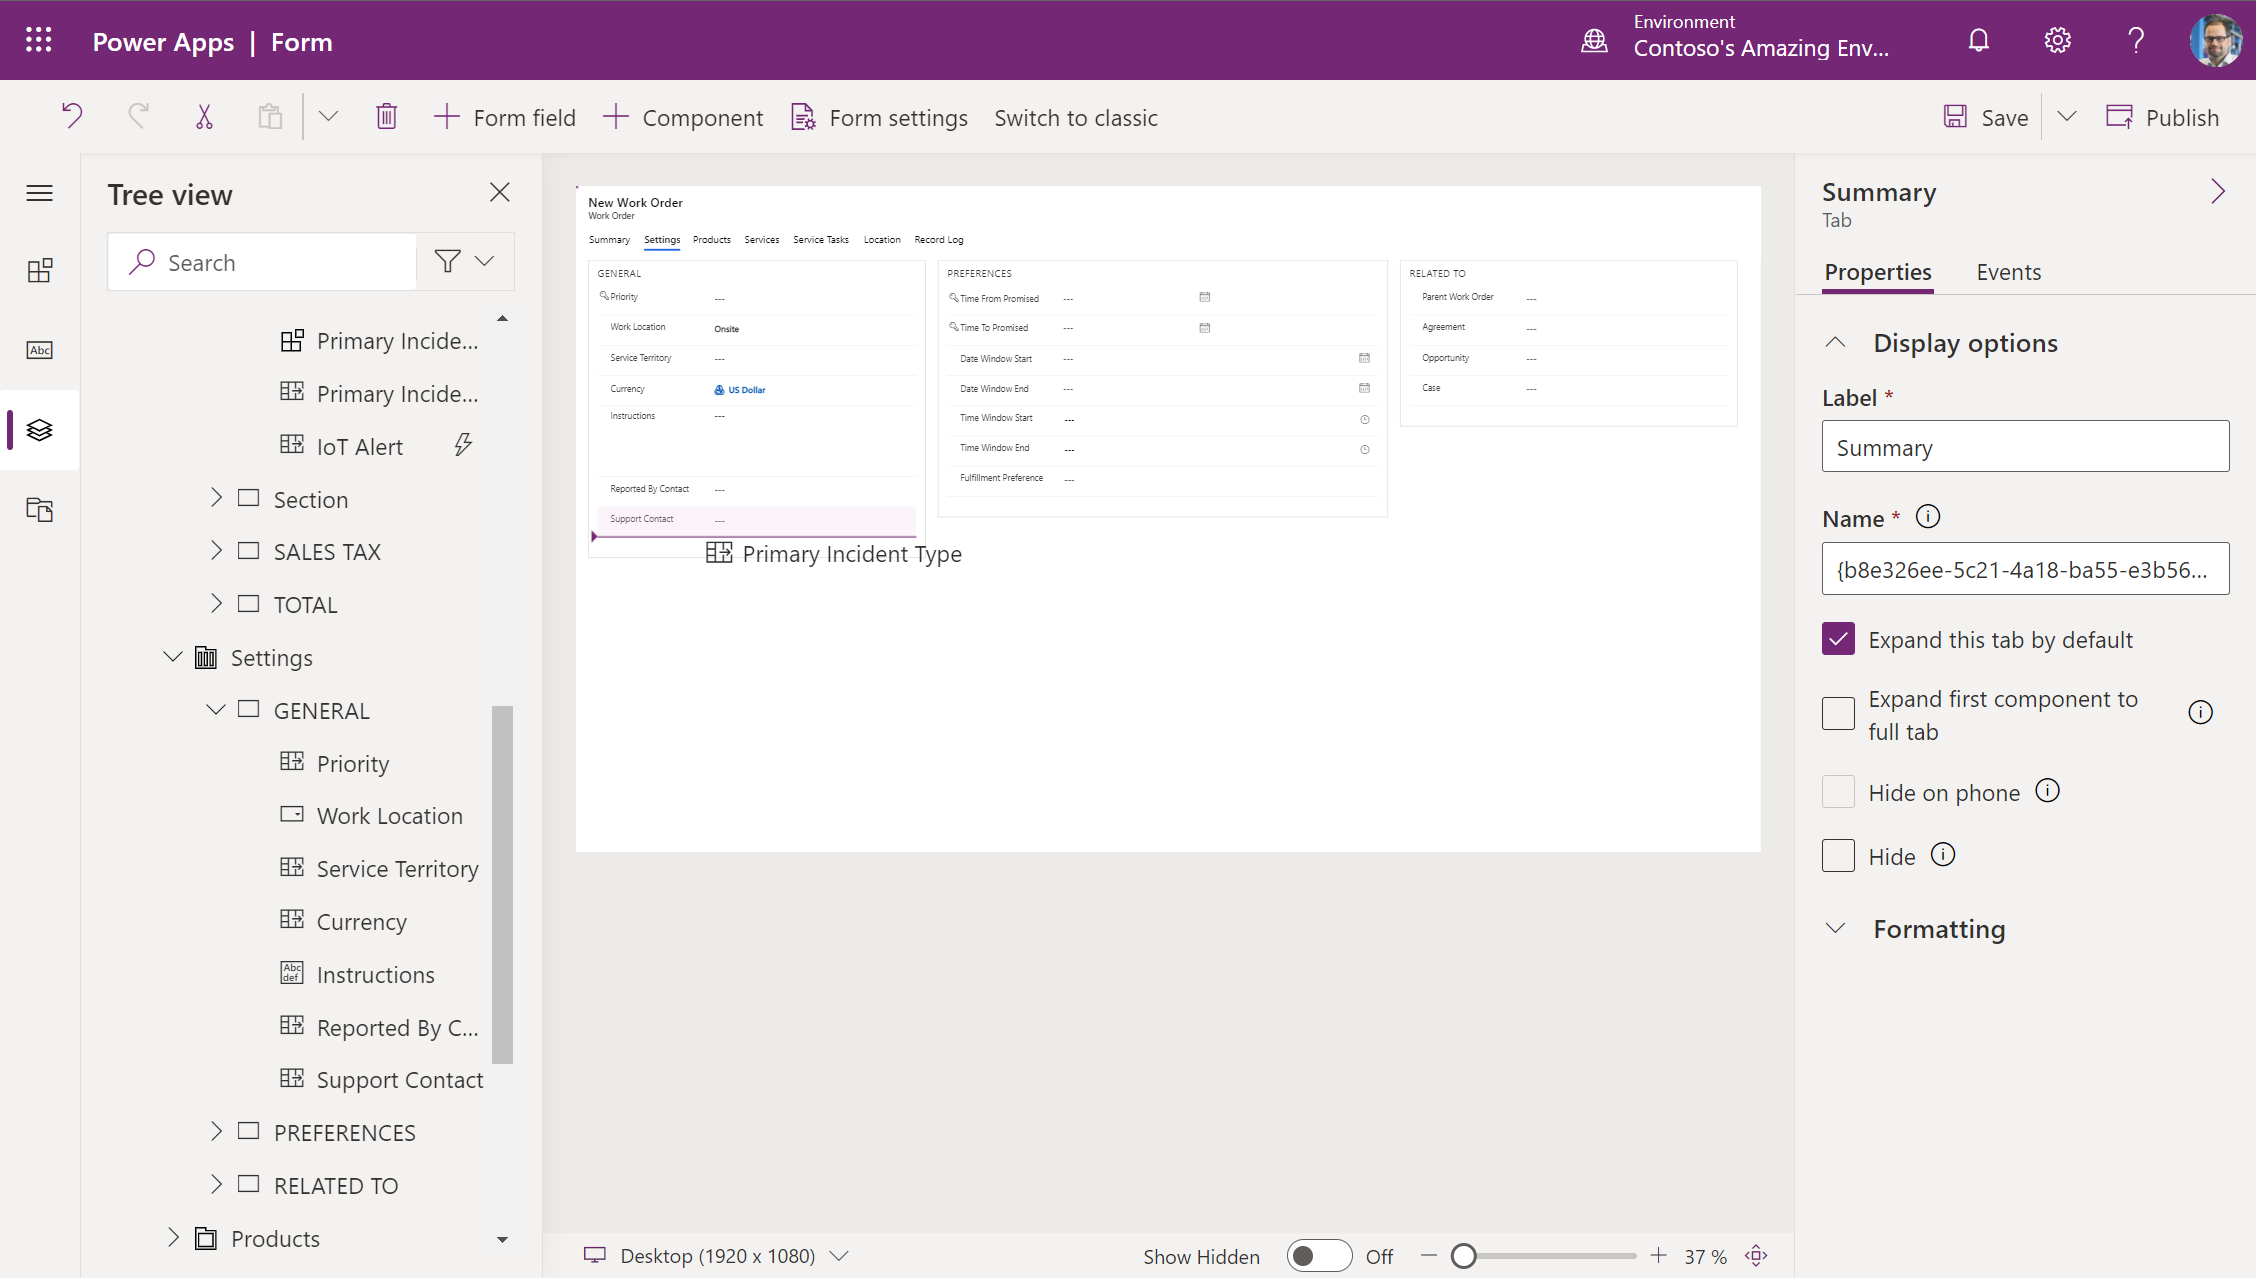 Power Apps | Form
Environment
Contoso's Amazing Env...
Form field
Component
Form settings
Switch to classic
Save
Publish
Tree view
Search
Abc
Primary Incide...
Primary Incide...
IoT Alert
Section
SALES TAX
TOTAL
Settings
GENERAL
Priority
Work Location
Service Territory
Currency
Abc
def
Instructions
Reported By C...
Support Contact
PREFERENCES
RELATED TO
Products
New Work Order
Work Order
Summary
Settings
Products
Services
Service Tasks
Location
Record Log
GENERAL
Priority ---
Work Location Onsite
Service Territory ---
Currency US Dollar
Instructions ---
Reported By Contact ---
Support Contact ---
Primary Incident Type
PREFERENCES
Time From Promised ---
Time To Promised ---
Date Window Start ---
Date Window End ---
Time Window Start ---
Time Window End ---
Fulfillment Preference ---
RELATED TO
Parent Work Order ---
Agreement ---
Opportunity ---
Case ---
Desktop (1920 x 1080)
Show Hidden
Off
37 %
Summary
Tab
Properties
Events
Display options
Label *
Summary
Name *
{b8e326ee-5c21-4a18-ba55-e3b56...
Expand this tab by default
Expand first component to
full tab
Hide on phone
Hide
Formatting